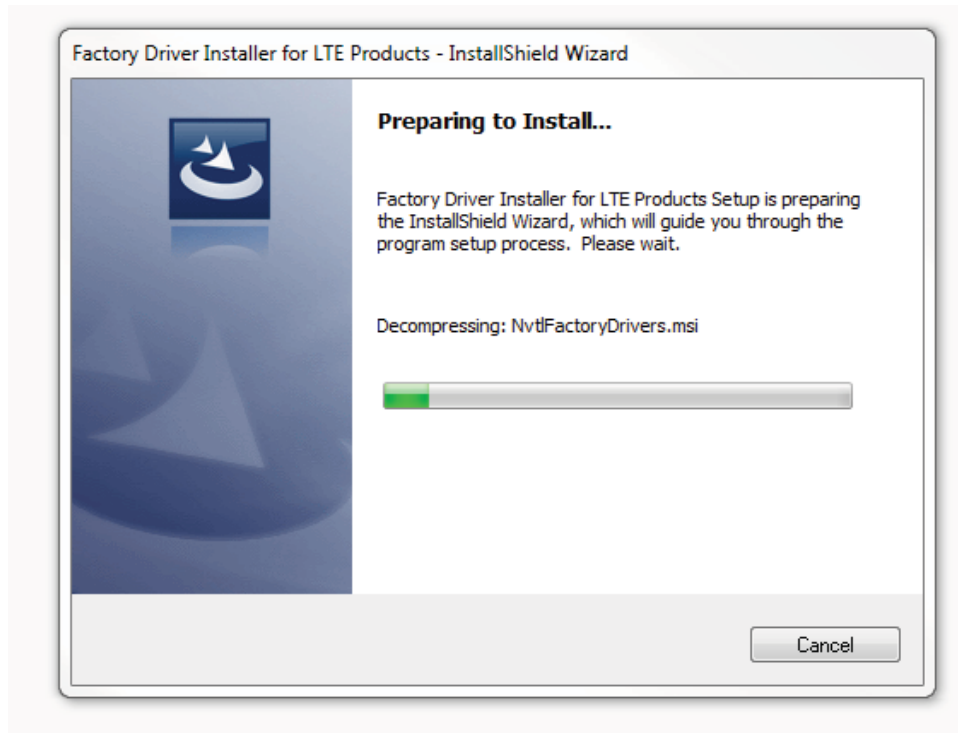 Factory Driver Installer for LTE Products - InstallShield Wizard
Preparing to Install...
Factory Driver Installer for LTE Products Setup is preparing
the InstallShield Wizard, which will guide you through the
program setup process.  Please wait.
Decompressing: NvtlFactoryDrivers.msi
Cancel